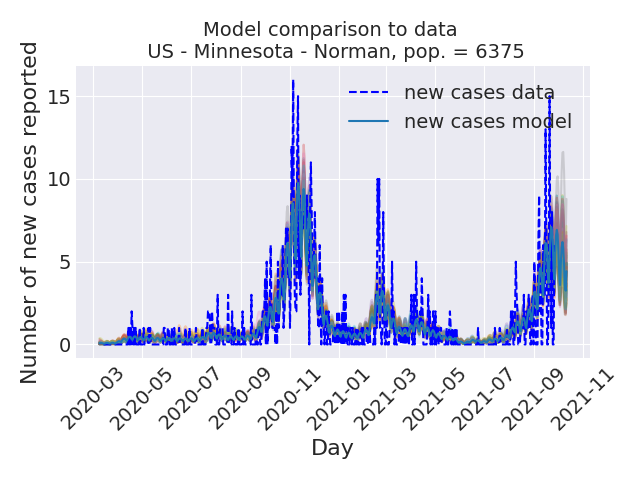 Model comparison to data
US - Minnesota - Norman, pop. = 6375
Number of new cases reported
15
10
5
0
new cases data
new cases model
2020-03
2020-05
2020-07
2020-09
2020-11
2021-01
2021-03
2021-05
2021-07
2021-09
2021-11
Day